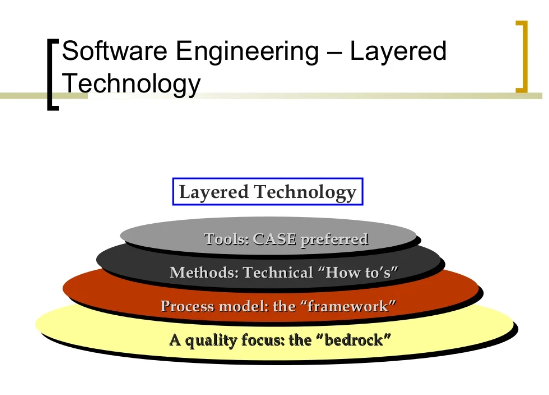 Software Engineering – Layered
Technology
Layered Technology
Tools: CASE preferred
Methods: Technical “How to’s”
Process model: the “framework”
A quality focus: the “bedrock”